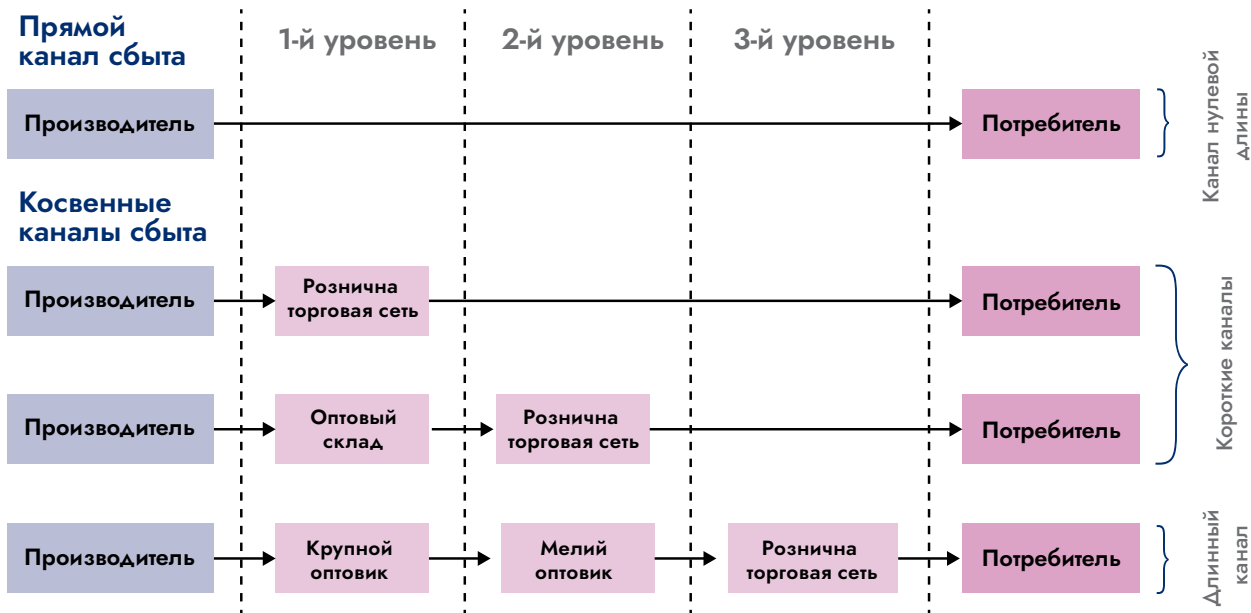 Прямой
канал сбыта
1-й уровень
2-й уровень
3-й уровень
Производитель
Потребитель
Канал нулевой
длины
Косвенные
каналы сбыта
Производитель
Рознична
торговая сеть
Потребитель
Производитель
Оптовый
склад
Рознична
торговая сеть
Потребитель
Короткие каналы
Производитель
Крупной
оптовик
Мелий
оптовик
Рознична
торговая сеть
Потребитель
Длинный
канал